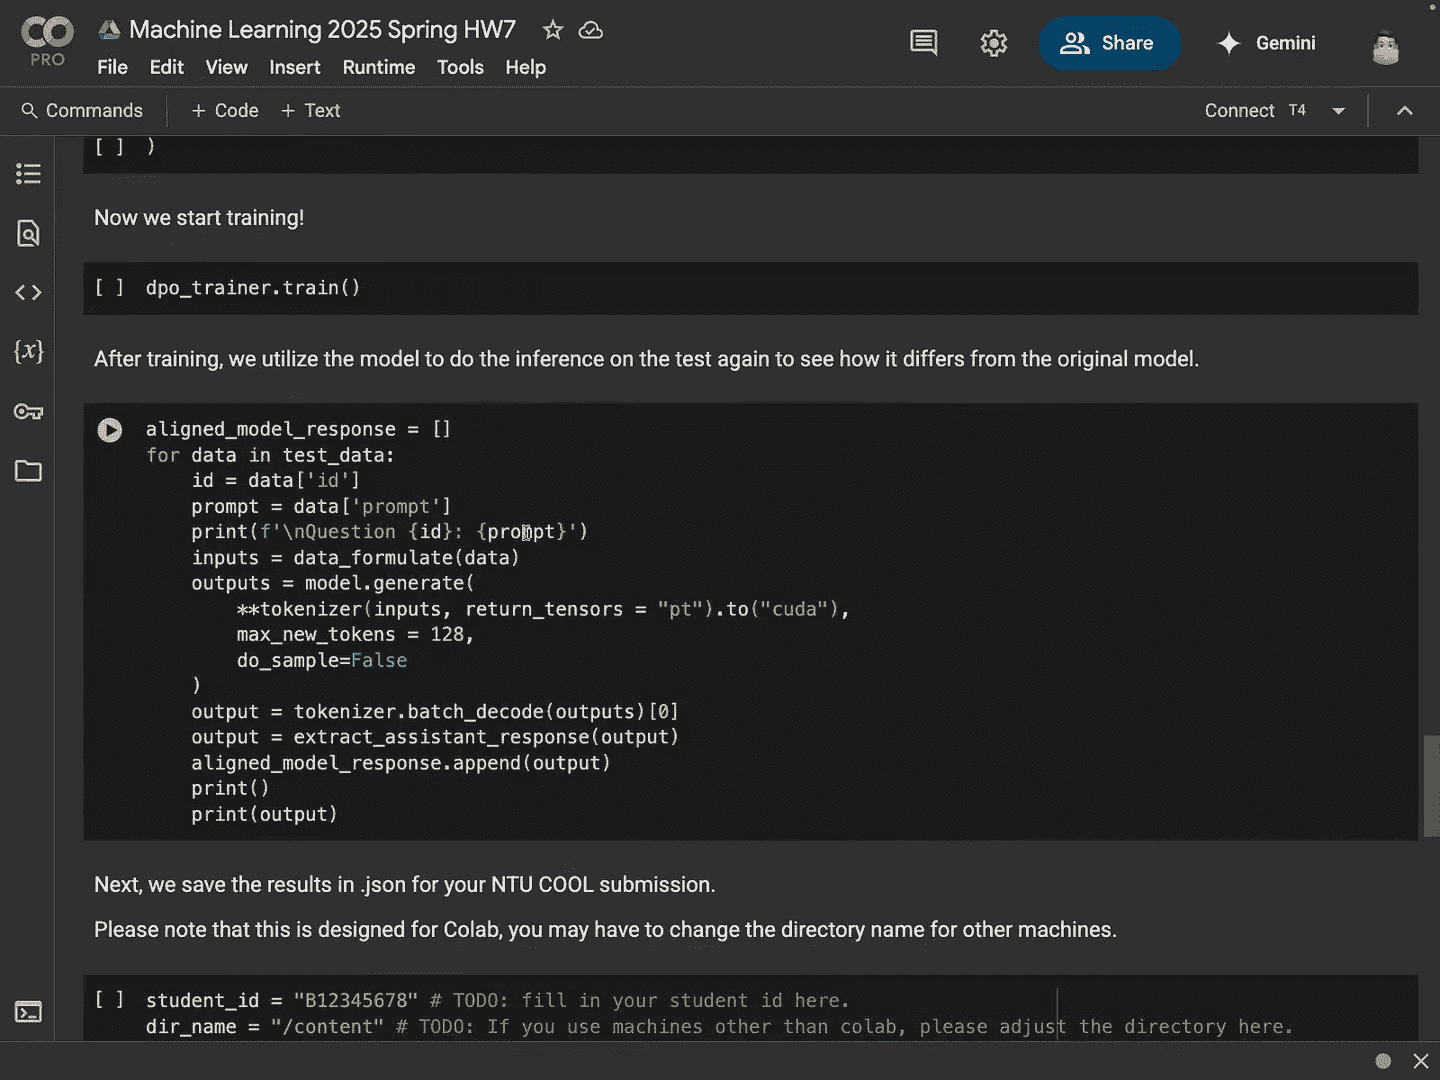 CO
PRO
Machine Learning 2025 Spring HW7
File Edit View Insert Runtime Tools Help
Share
Gemini
Commands + Code + Text
Connect T4
[ ] )
Now we start training!
[ ] dpo_trainer.train()
After training, we utilize the model to do the inference on the test again to see how it differs from the original model.
aligned_model_response = []
for data in test_data:
    id = data['id']
    prompt = data['prompt']
    print(f'\nQuestion {id}: {prompt}')
    inputs = data_formulate(data)
    outputs = model.generate(
        **tokenizer(inputs, return_tensors = "pt").to("cuda"),
        max_new_tokens = 128,
        do_sample=False
    )
    output = tokenizer.batch_decode(outputs)[0]
    output = extract_assistant_response(output)
    aligned_model_response.append(output)
    print()
    print(output)
Next, we save the results in .json for your NTU COOL submission.
Please note that this is designed for Colab, you may have to change the directory name for other machines.
[ ] student_id = "B12345678" # TODO: fill in your student id here.
dir_name = "/content" # TODO: If you use machines other than colab, please adjust the directory here.